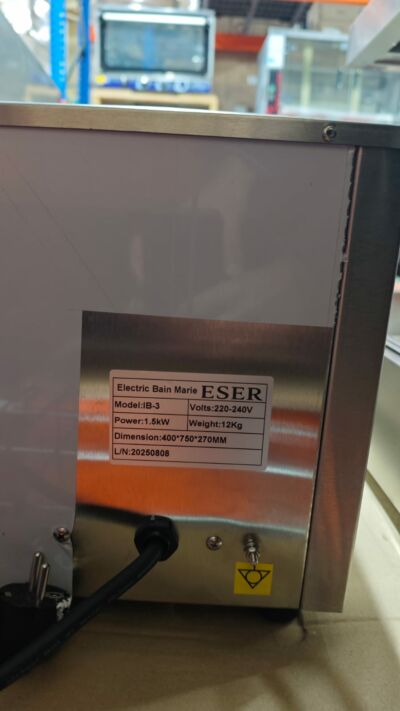 Electric Bain Marie ESER
Model:IB-3 Volts:220-240V
Power:1.5kW Weight:12Kg
Dimension:400*750*270MM
L/N:20250808